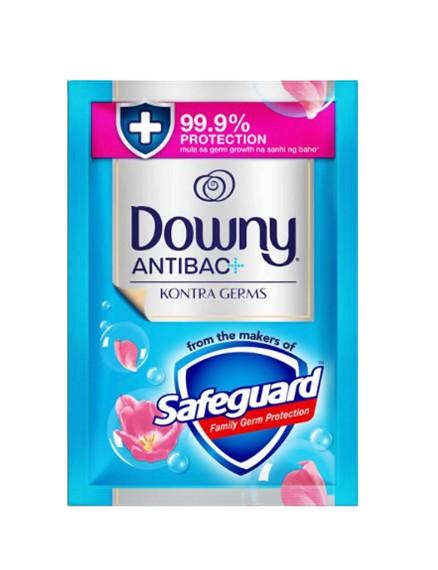 99.9%
PROTECTION
mula sa germ growth na sanhi ng baho*
Downy®
ANTIBAC+
KONTRA GERMS
from the makers of
Safeguard™
Family Germ Protection